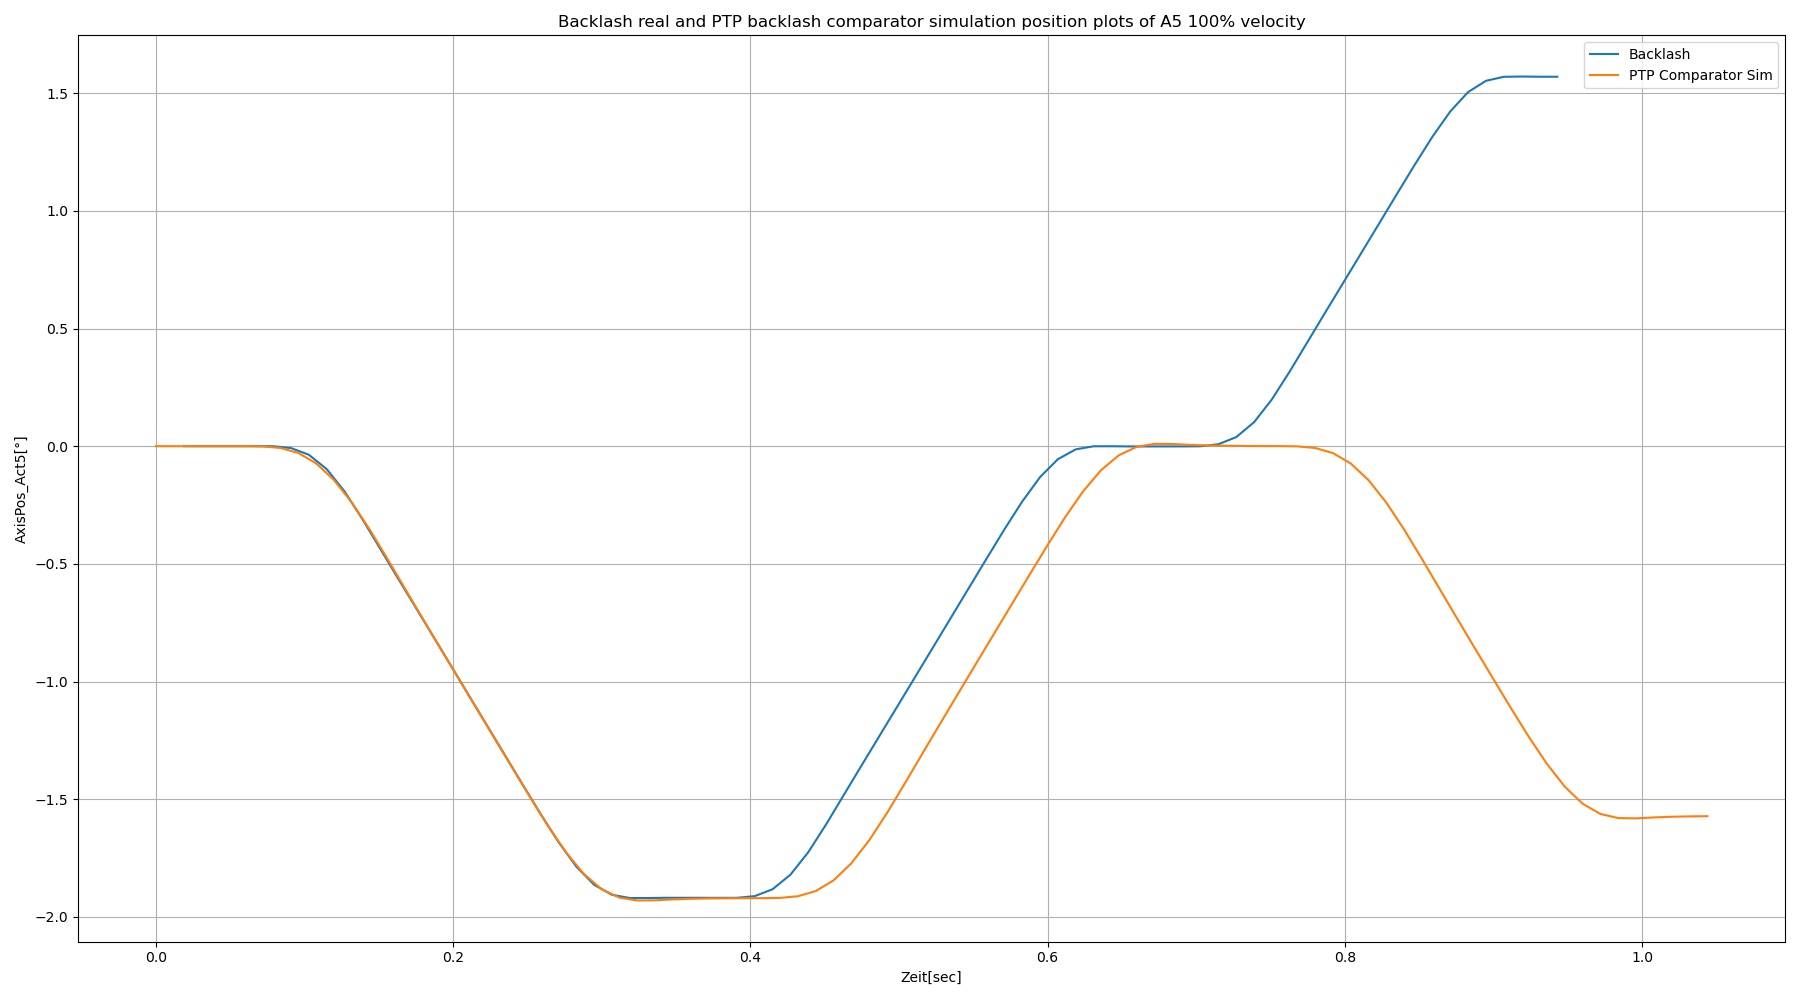 Backlash real and PTP backlash comparator simulation position plots of A5 100% velocity
Backlash
PTP Comparator Sim
1.5
1.0
0.5
0.0
−0.5
−1.0
−1.5
−2.0
AxisPos_Act5[°]
0.0 0.2 0.4 0.6 0.8 1.0
Zeit[sec]